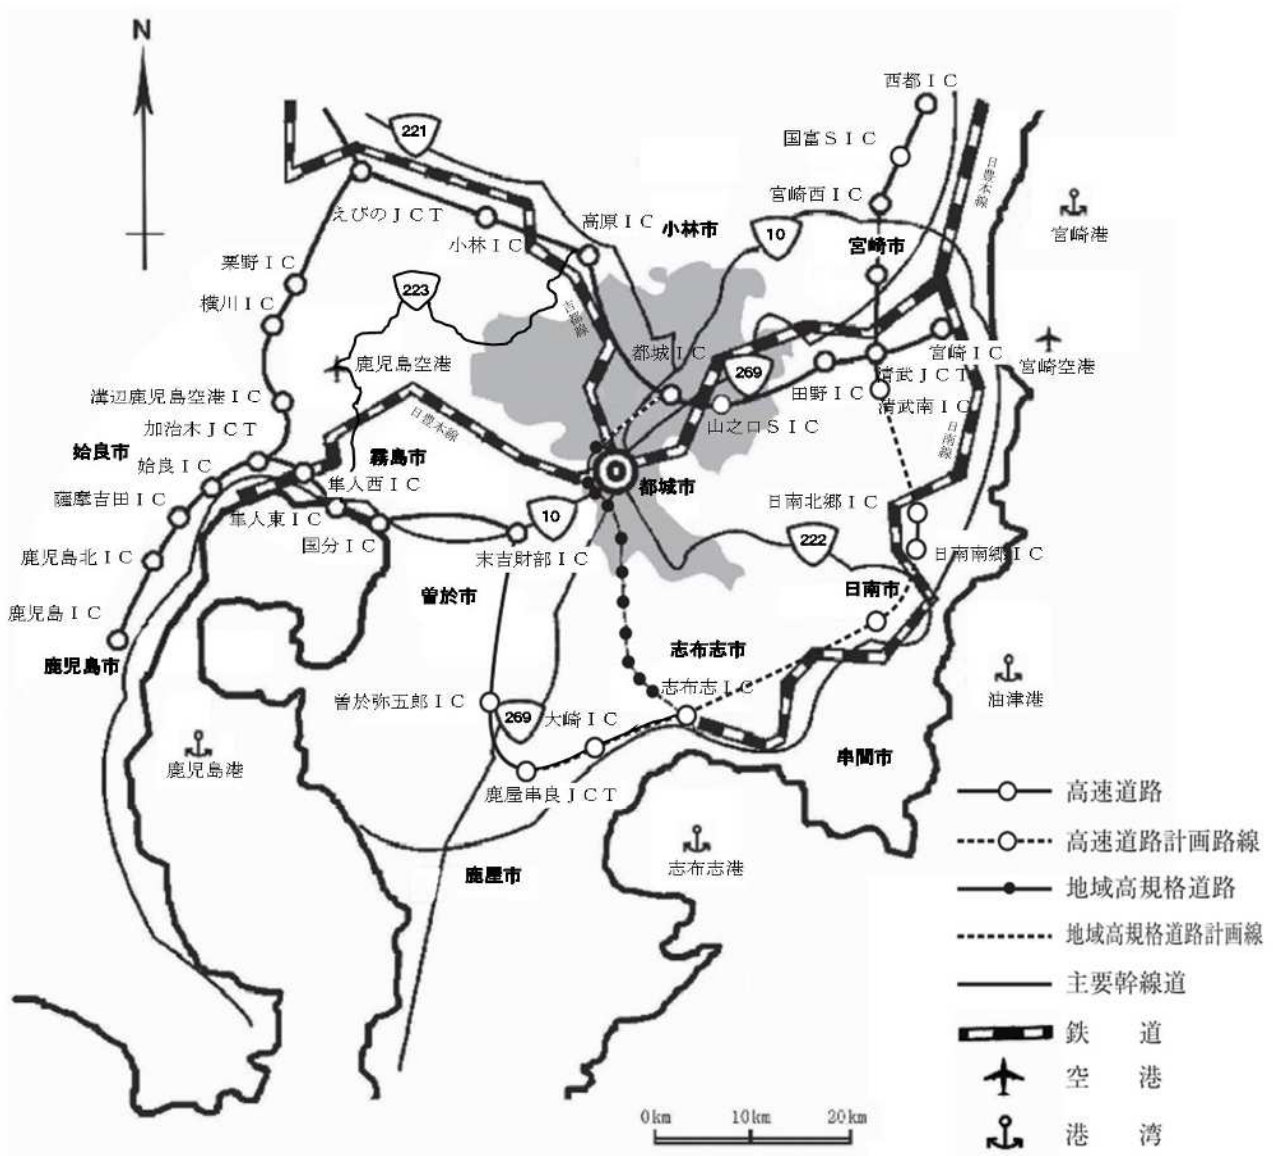 N
西都ＩＣ
221
国富ＳＩＣ
日豊本線
宮崎西ＩＣ
えびのＪＣＴ
高原ＩＣ
小林市
10
宮崎市
宮崎港
小林ＩＣ
栗野ＩＣ
223
横川ＩＣ
吉都線
鹿児島空港
都城ＩＣ
宮崎ＩＣ
宮崎空港
269
清武ＪＣＴ
溝辺鹿児島空港ＩＣ
田野ＩＣ
清武南ＩＣ
加治木ＪＣＴ
日豊本線
山之口ＳＩＣ
日南線
姶良市
姶良ＩＣ
霧島市
隼人西ＩＣ
都城市
薩摩吉田ＩＣ
日南北郷ＩＣ
隼人東ＩＣ
10
国分ＩＣ
222
鹿児島北ＩＣ
末吉財部ＩＣ
日南南郷ＩＣ
曽於市
日南市
鹿児島ＩＣ
鹿児島市
志布志市
志布志ＩＣ
油津港
曽於弥五郎ＩＣ
269
大崎ＩＣ
鹿児島港
串間市
鹿屋串良ＪＣＴ
高速道路
高速道路計画路線
志布志港
鹿屋市
地域高規格道路
地域高規格道路計画線
主要幹線道
鉄　道
空　港
港　湾
0km 10km 20km